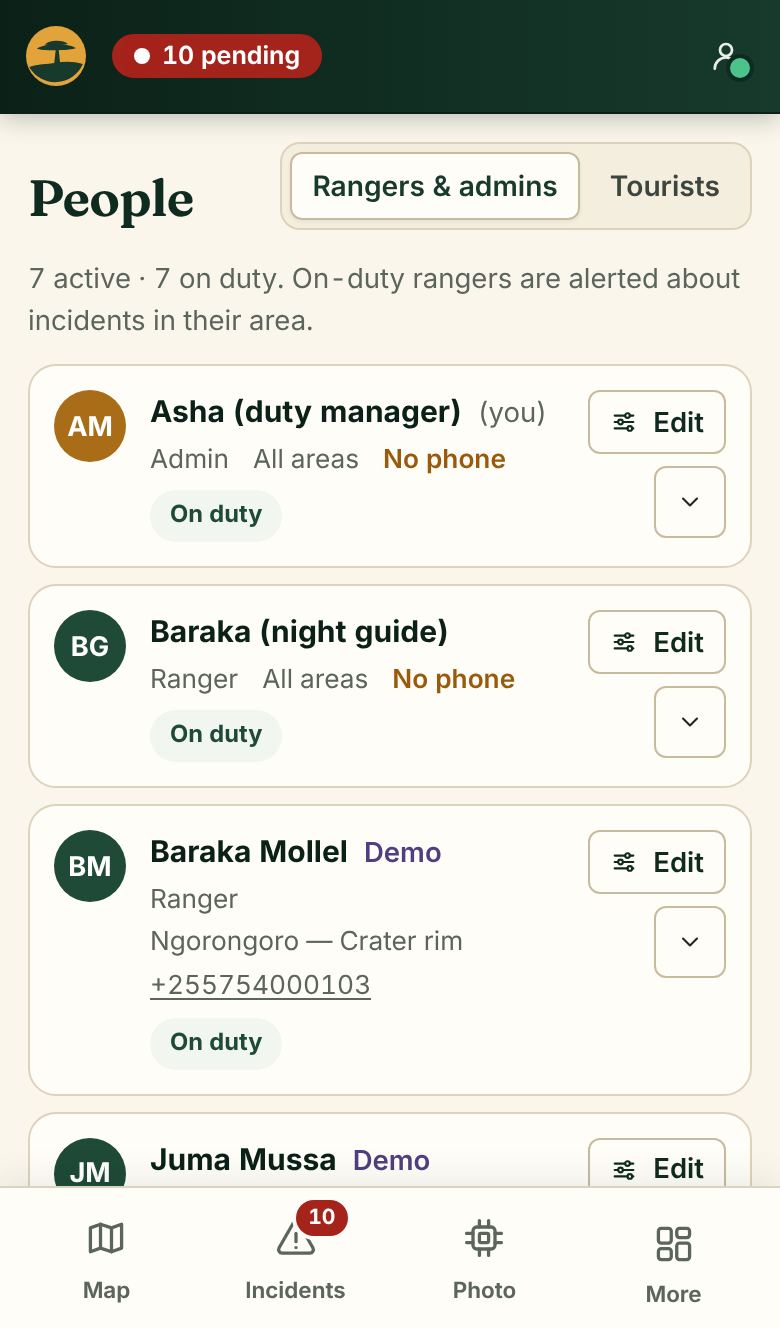 10 pending
People
Rangers & admins
Tourists
7 active · 7 on duty. On-duty rangers are alerted about
incidents in their area.
AM
Asha (duty manager) (you)
Edit
Admin All areas No phone
On duty
BG
Baraka (night guide)
Edit
Ranger All areas No phone
On duty
BM
Baraka Mollel Demo
Edit
Ranger
Ngorongoro — Crater rim
+255754000103
On duty
JM
Juma Mussa Demo
Edit
10
Map
Incidents
Photo
More